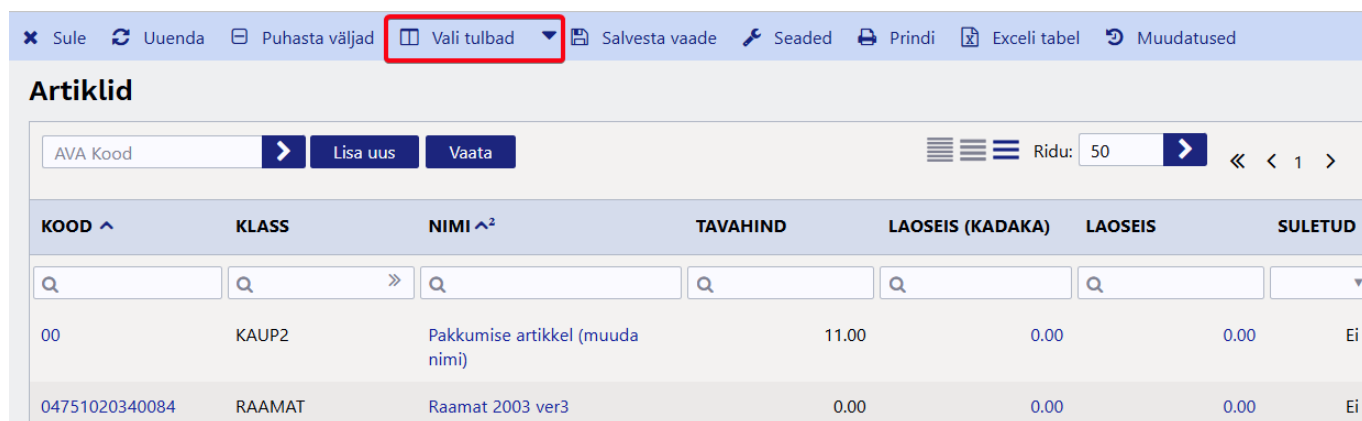 Sule Uuenda Puhasta väljad Vali tulbad Salvesta vaade Seaded Prindi Exceli tabel Muudatused
Artiklid
AVA Kood Lisa uus Vaata Ridu: 50 1
KOOD KLASS NIMI 2 TAVAHIND LAOSEIS (KADAKA) LAOSEIS SULETUD
00 KAUP2 Pakkumise artikkel (muuda 11.00 0.00 0.00 Ei
nimi)
04751020340084 RAAMAT Raamat 2003 ver3 0.00 0.00 0.00 Ei